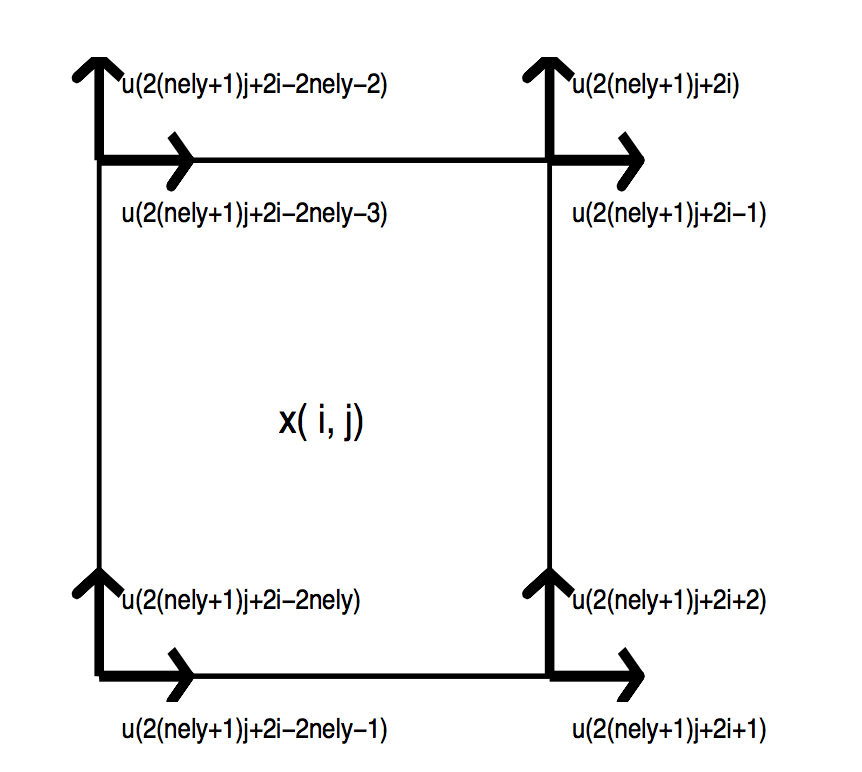 u(2(nely+1)j+2i−2nely−2)
u(2(nely+1)j+2i)
u(2(nely+1)j+2i−2nely−3)
u(2(nely+1)j+2i−1)
x( i, j)
u(2(nely+1)j+2i−2nely)
u(2(nely+1)j+2i+2)
u(2(nely+1)j+2i−2nely−1)
u(2(nely+1)j+2i+1)